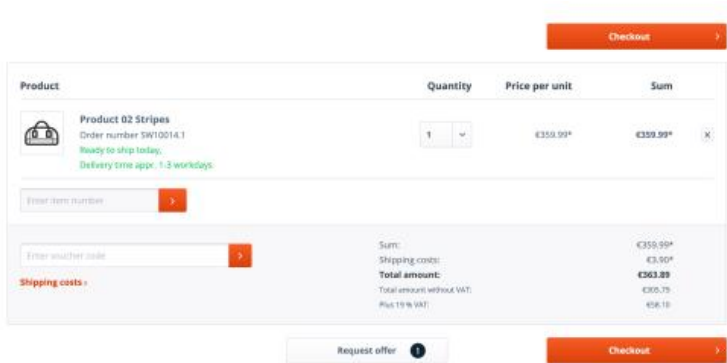 Checkout
Product Quantity Price per unit Sum
Product 02 Stripes
Order number SW10014.1
Ready to ship today,
Delivery time appr. 1-3 workdays
1 €359.99* €359.99* x
Enter item number
Enter voucher code
Shipping costs ›
Sum: €359.99*
Shipping costs: €3.90*
Total amount: €363.89
Total amount without VAT: €305.79
Plus 19 % VAT: €58.10
Request offer 1
Checkout